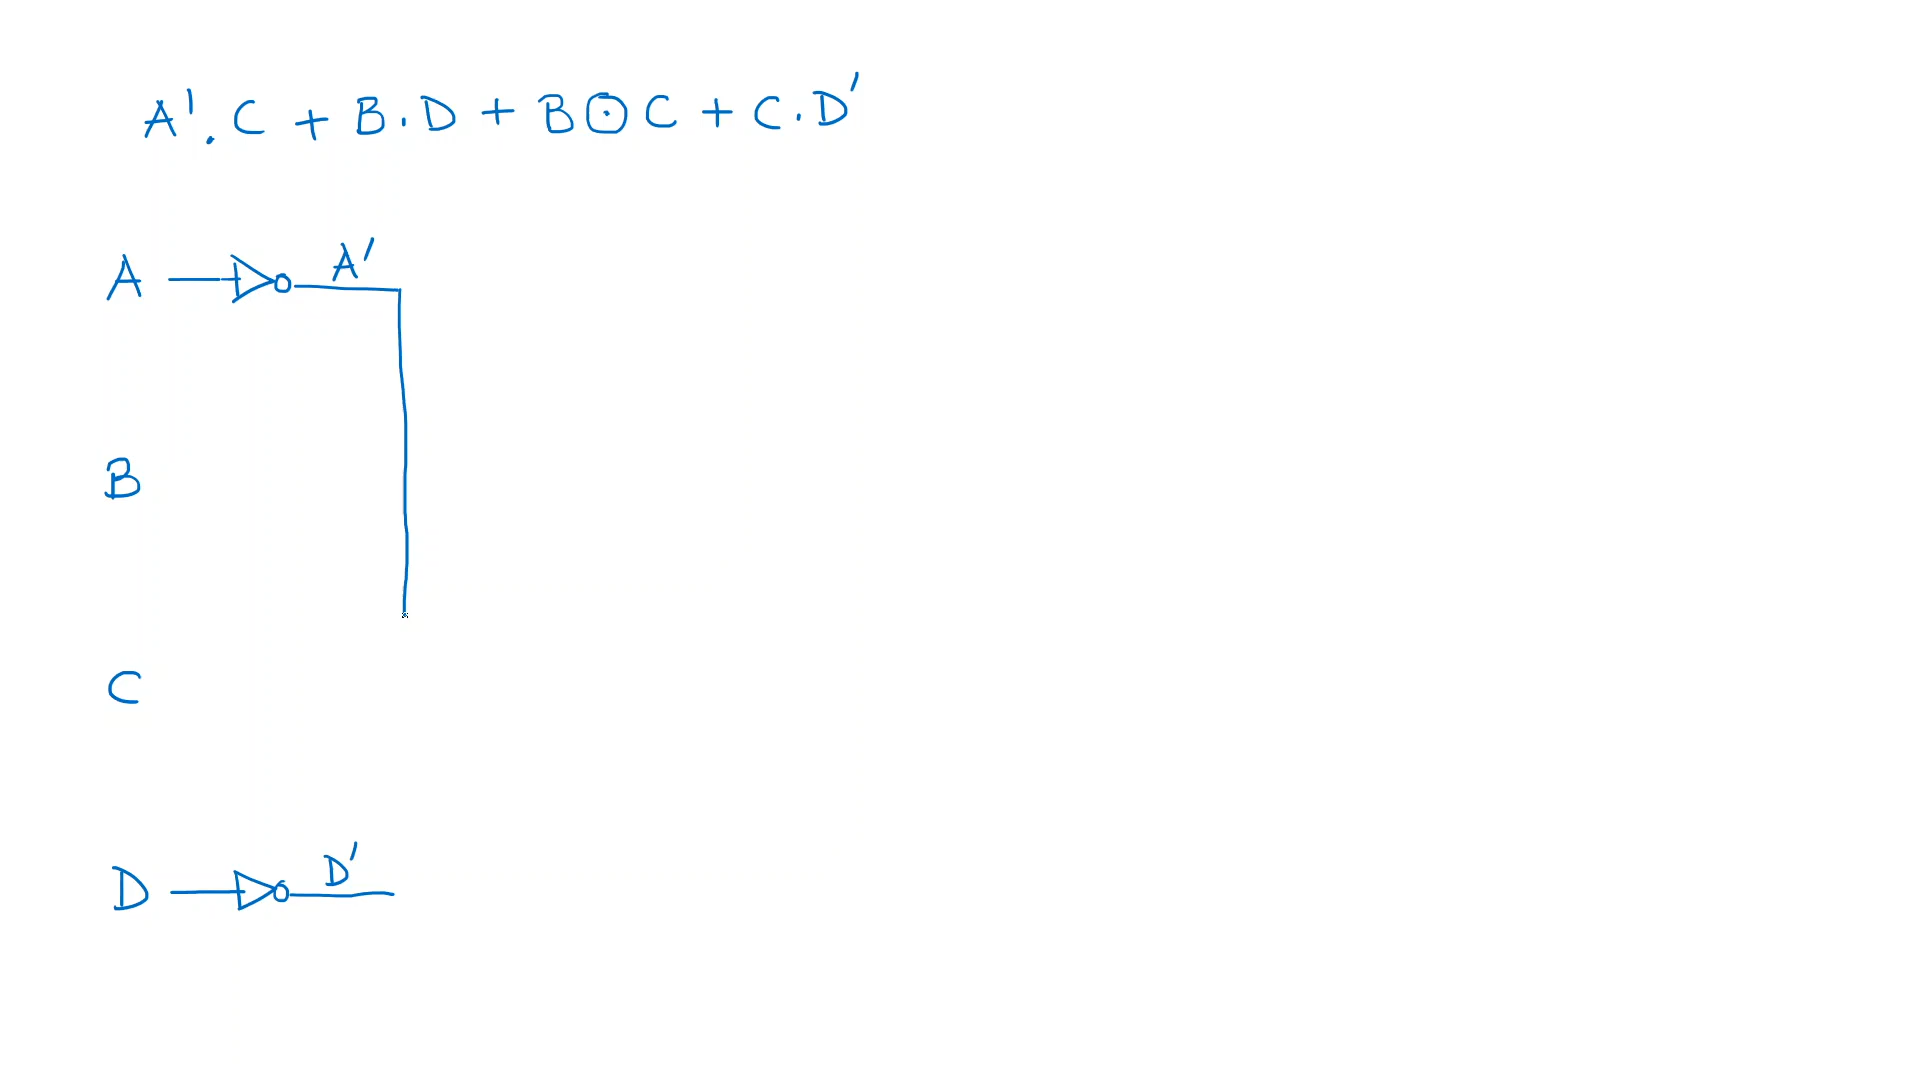 A'.C + B.D + B⊙C + C.D'
A'
A
B
C
D'
D